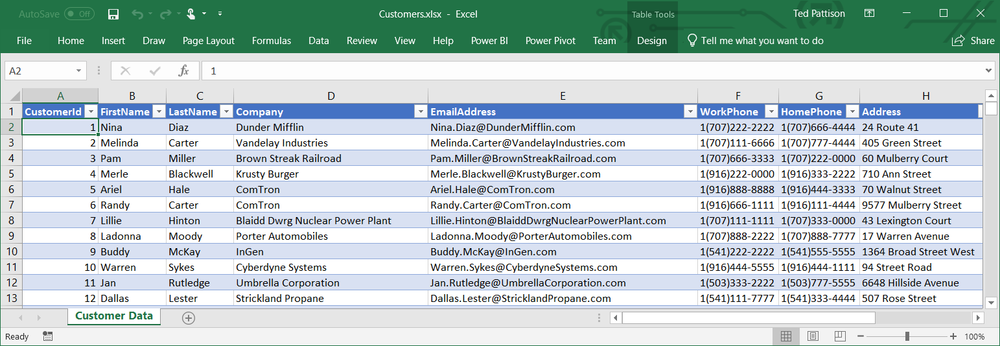 AutoSave Off Customers.xlsx - Excel Table Tools Ted Pattison
File Home Insert Draw Page Layout Formulas Data Review View Help Power BI Power Pivot Team Design Tell me what you want to do Share
A2 fx 1
A B C D E F G H
1 CustomerId FirstName LastName Company EmailAddress WorkPhone HomePhone Address
2 1 Nina Diaz Dunder Mifflin Nina.Diaz@DunderMifflin.com 1(707)222-2222 1(707)666-4444 24 Route 41
3 2 Melinda Carter Vandelay Industries Melinda.Carter@VandelayIndustries.com 1(707)111-6666 1(707)777-4444 405 Green Street
4 3 Pam Miller Brown Streak Railroad Pam.Miller@BrownStreakRailroad.com 1(707)666-3333 1(707)222-0000 60 Mulberry Court
5 4 Merle Blackwell Krusty Burger Merle.Blackwell@KrustyBurger.com 1(916)222-0000 1(916)333-2222 710 Ann Street
6 5 Ariel Hale ComTron Ariel.Hale@ComTron.com 1(916)888-8888 1(916)444-3333 70 Walnut Street
7 6 Randy Carter ComTron Randy.Carter@ComTron.com 1(916)666-1111 1(916)111-4444 9577 Mulberry Street
8 7 Lillie Hinton Blaidd Dwrg Nuclear Power Plant Lillie.Hinton@BlaiddDwrgNuclearPowerPlant.com 1(707)111-1111 1(707)333-0000 43 Lexington Court
9 8 Ladonna Moody Porter Automobiles Ladonna.Moody@PorterAutomobiles.com 1(707)888-2222 1(707)888-7777 17 Warren Avenue
10 9 Buddy McKay InGen Buddy.McKay@InGen.com 1(541)222-2222 1(541)555-5555 1364 Broad Street West
11 10 Warren Sykes Cyberdyne Systems Warren.Sykes@CyberdyneSystems.com 1(916)444-5555 1(916)444-1111 94 Street Road
12 11 Jan Rutledge Umbrella Corporation Jan.Rutledge@UmbrellaCorporation.com 1(503)333-2222 1(503)777-5555 6648 Hillside Avenue
13 12 Dallas Lester Strickland Propane Dallas.Lester@StricklandPropane.com 1(541)111-7777 1(541)333-4444 507 Rose Street
Customer Data
Ready 100%